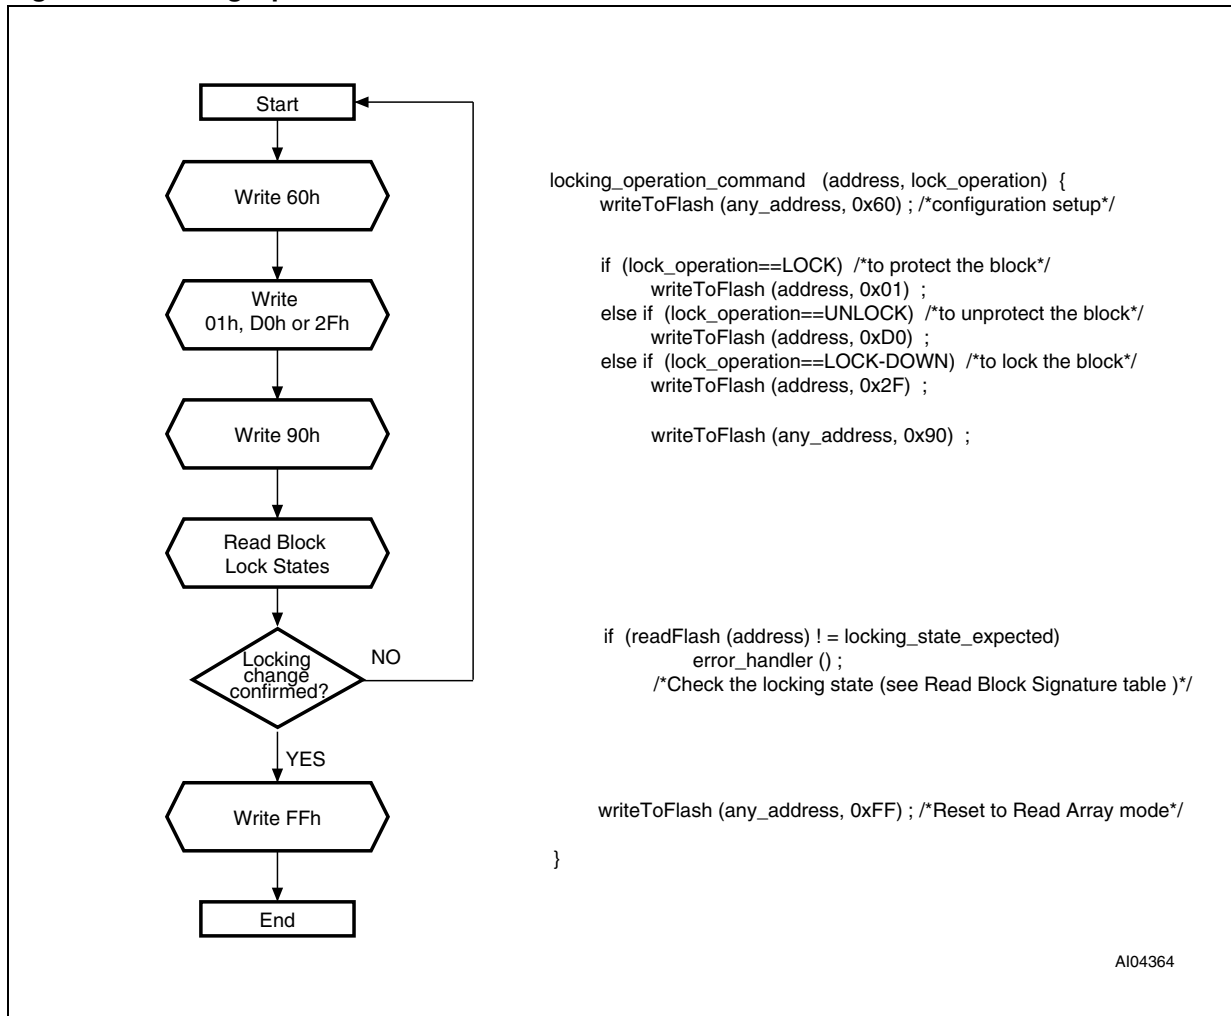 Start
Write 60h
Write
01h, D0h or 2Fh
Write 90h
Read Block
Lock States
Locking
change
confirmed?
NO
YES
Write FFh
End
locking_operation_command (address, lock_operation) {
writeToFlash (any_address, 0x60) ; /*configuration setup*/
if (lock_operation==LOCK) /*to protect the block*/
writeToFlash (address, 0x01) ;
else if (lock_operation==UNLOCK) /*to unprotect the block*/
writeToFlash (address, 0xD0) ;
else if (lock_operation==LOCK-DOWN) /*to lock the block*/
writeToFlash (address, 0x2F) ;
writeToFlash (any_address, 0x90) ;
if (readFlash (address) ! = locking_state_expected)
error_handler () ;
/*Check the locking state (see Read Block Signature table )*/
writeToFlash (any_address, 0xFF) ; /*Reset to Read Array mode*/
}
AI04364